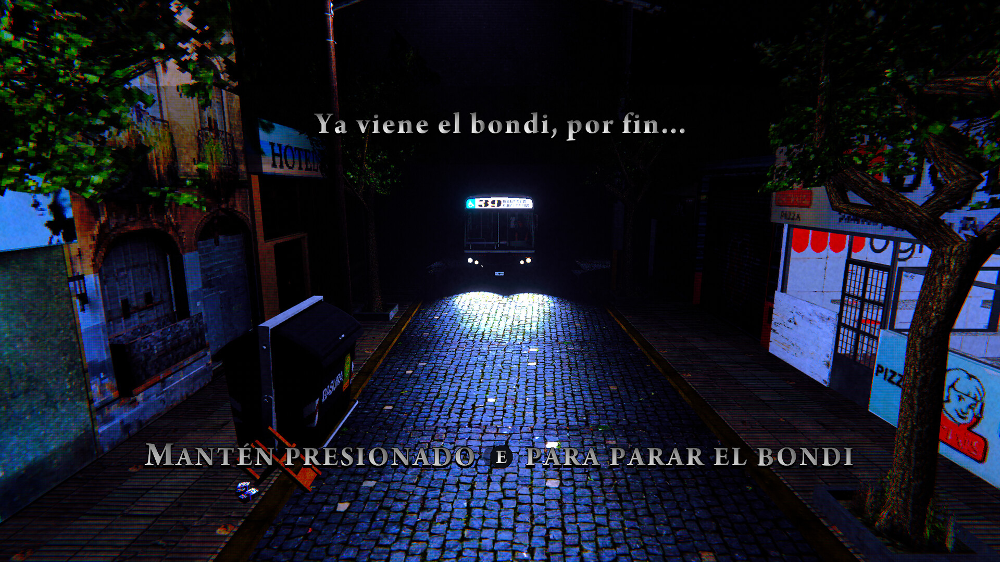 Ya viene el bondi, por fin...
HOTEL
39
PIZZA
MANTÉN PRESIONADO E PARA PARAR EL BONDI
BASURA